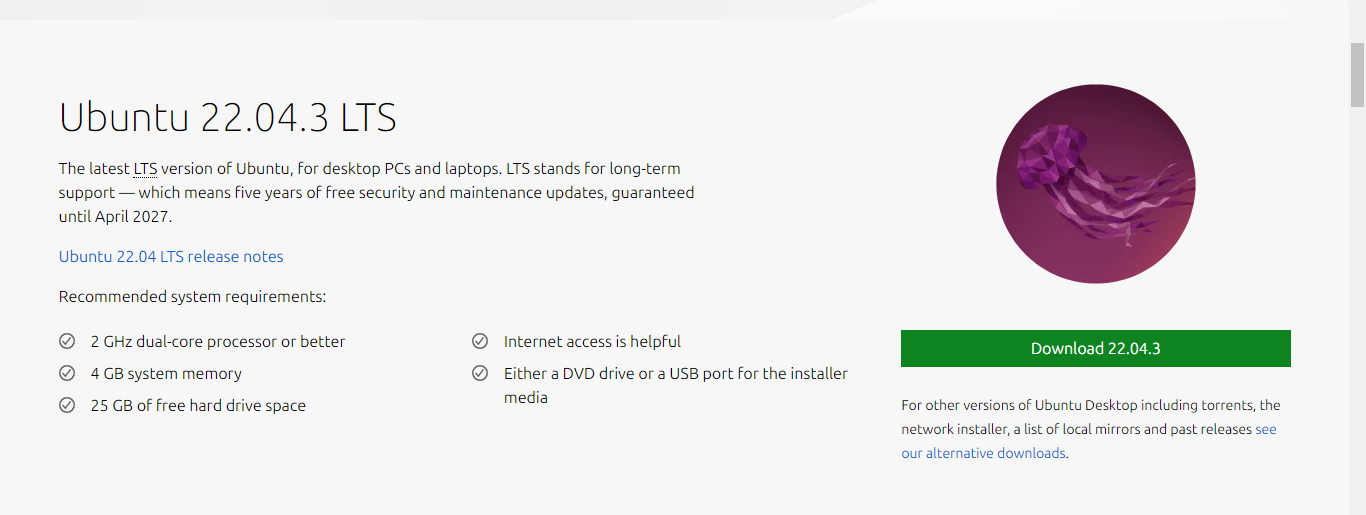 Ubuntu 22.04.3 LTS
The latest LTS version of Ubuntu, for desktop PCs and laptops. LTS stands for long-term
support — which means five years of free security and maintenance updates, guaranteed
until April 2027.
Ubuntu 22.04 LTS release notes
Recommended system requirements:
2 GHz dual-core processor or better
4 GB system memory
25 GB of free hard drive space
Internet access is helpful
Either a DVD drive or a USB port for the installer
media
Download 22.04.3
For other versions of Ubuntu Desktop including torrents, the
network installer, a list of local mirrors and past releases see
our alternative downloads.